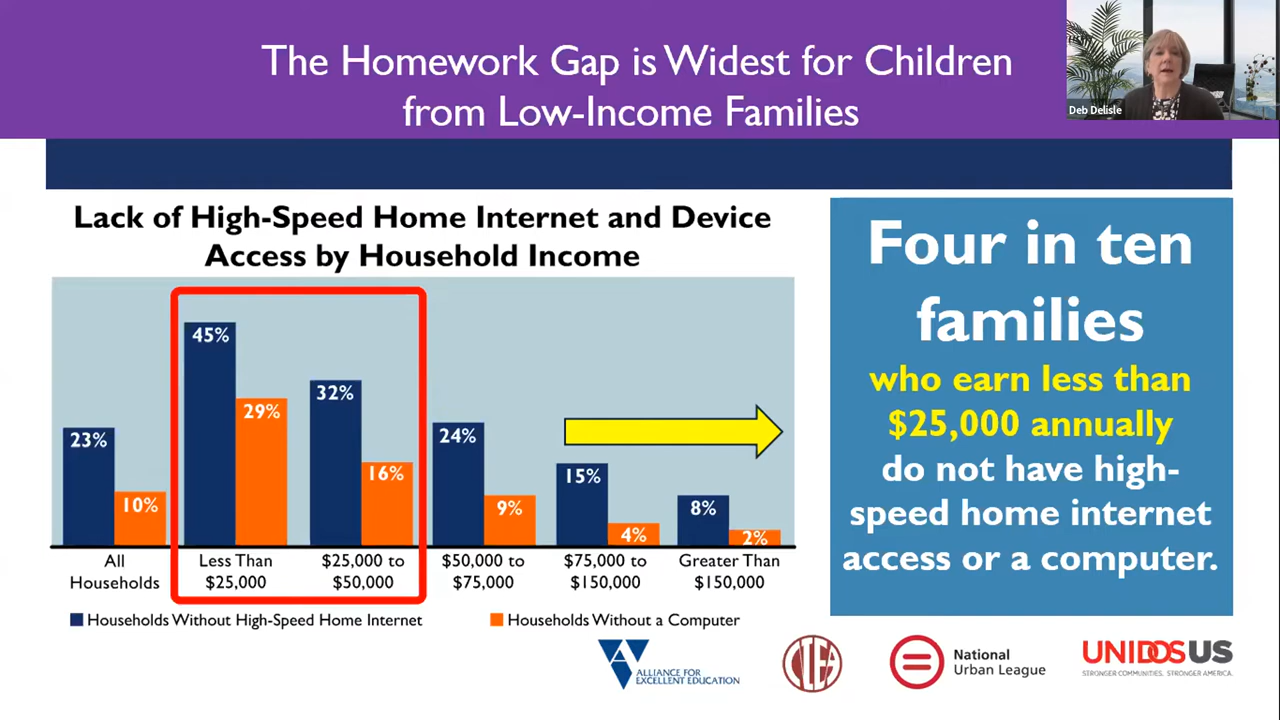 The Homework Gap is Widest for Children
from Low-Income Families
Deb Delisle
Lack of High-Speed Home Internet and Device
Access by Household Income
45%
29%
32%
16%
23%
10%
24%
9%
15%
4%
8%
2%
All
Households
Less Than
$25,000
$25,000 to
$50,000
$50,000 to
$75,000
$75,000 to
$150,000
Greater Than
$150,000
Households Without High-Speed Home Internet
Households Without a Computer
Four in ten
families
who earn less than
$25,000 annually
do not have high-
speed home internet
access or a computer.
ALLIANCE FOR
EXCELLENT EDUCATION
National
Urban League
UNIDOSUS
STRONGER COMMUNITIES. STRONGER AMERICA.